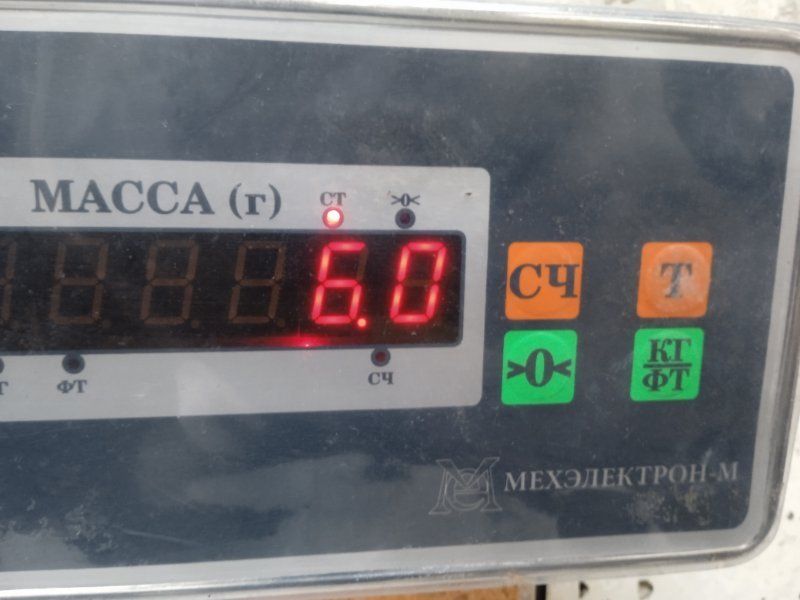 МАССА (г)
СТ
>0<
6.0
ФТ
СЧ
СЧ
Т
>0<
КГ
ФТ
МЕХЭЛЕКТРОН-М